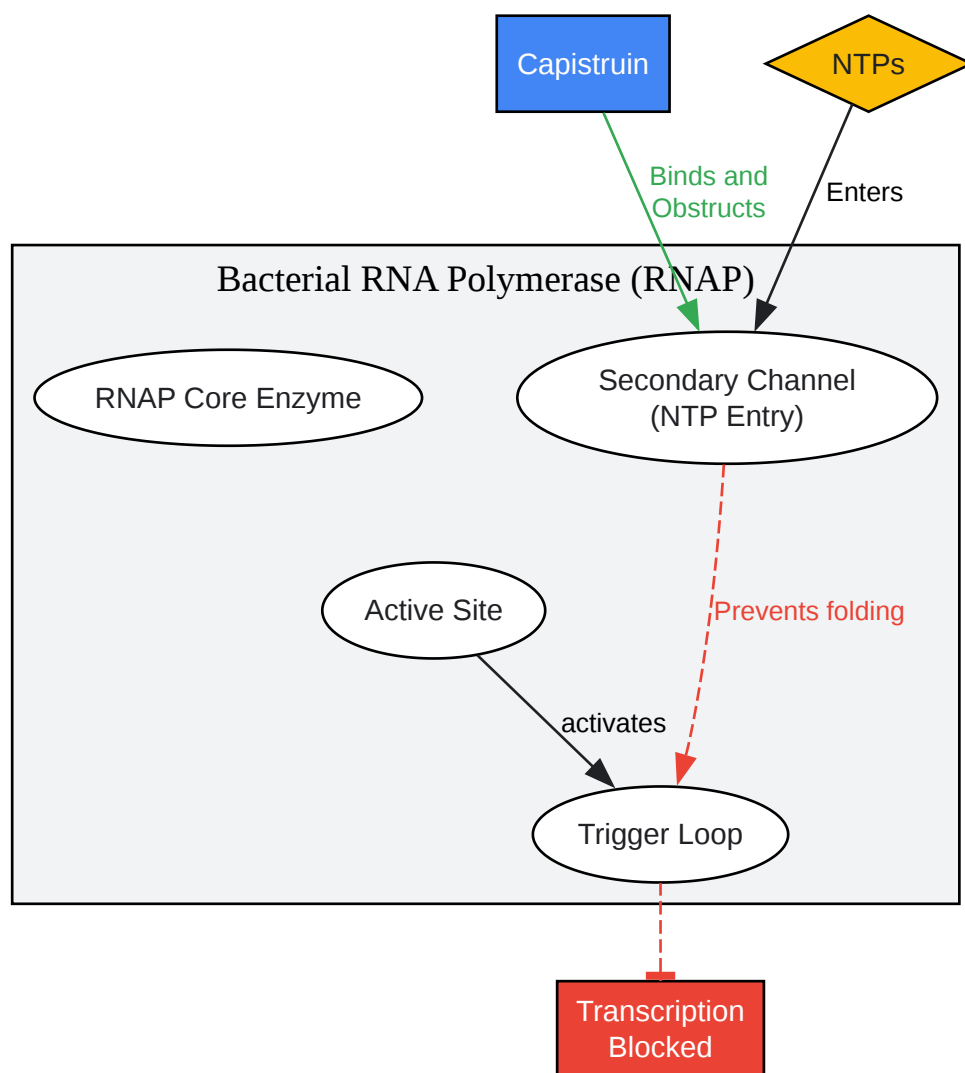 Capistruin
NTPs
Binds and
Obstructs
Enters
Bacterial RNA Polymerase (RNAP)
RNAP Core Enzyme
Secondary Channel
(NTP Entry)
Active Site
Prevents folding
activates
Trigger Loop
Transcription
Blocked